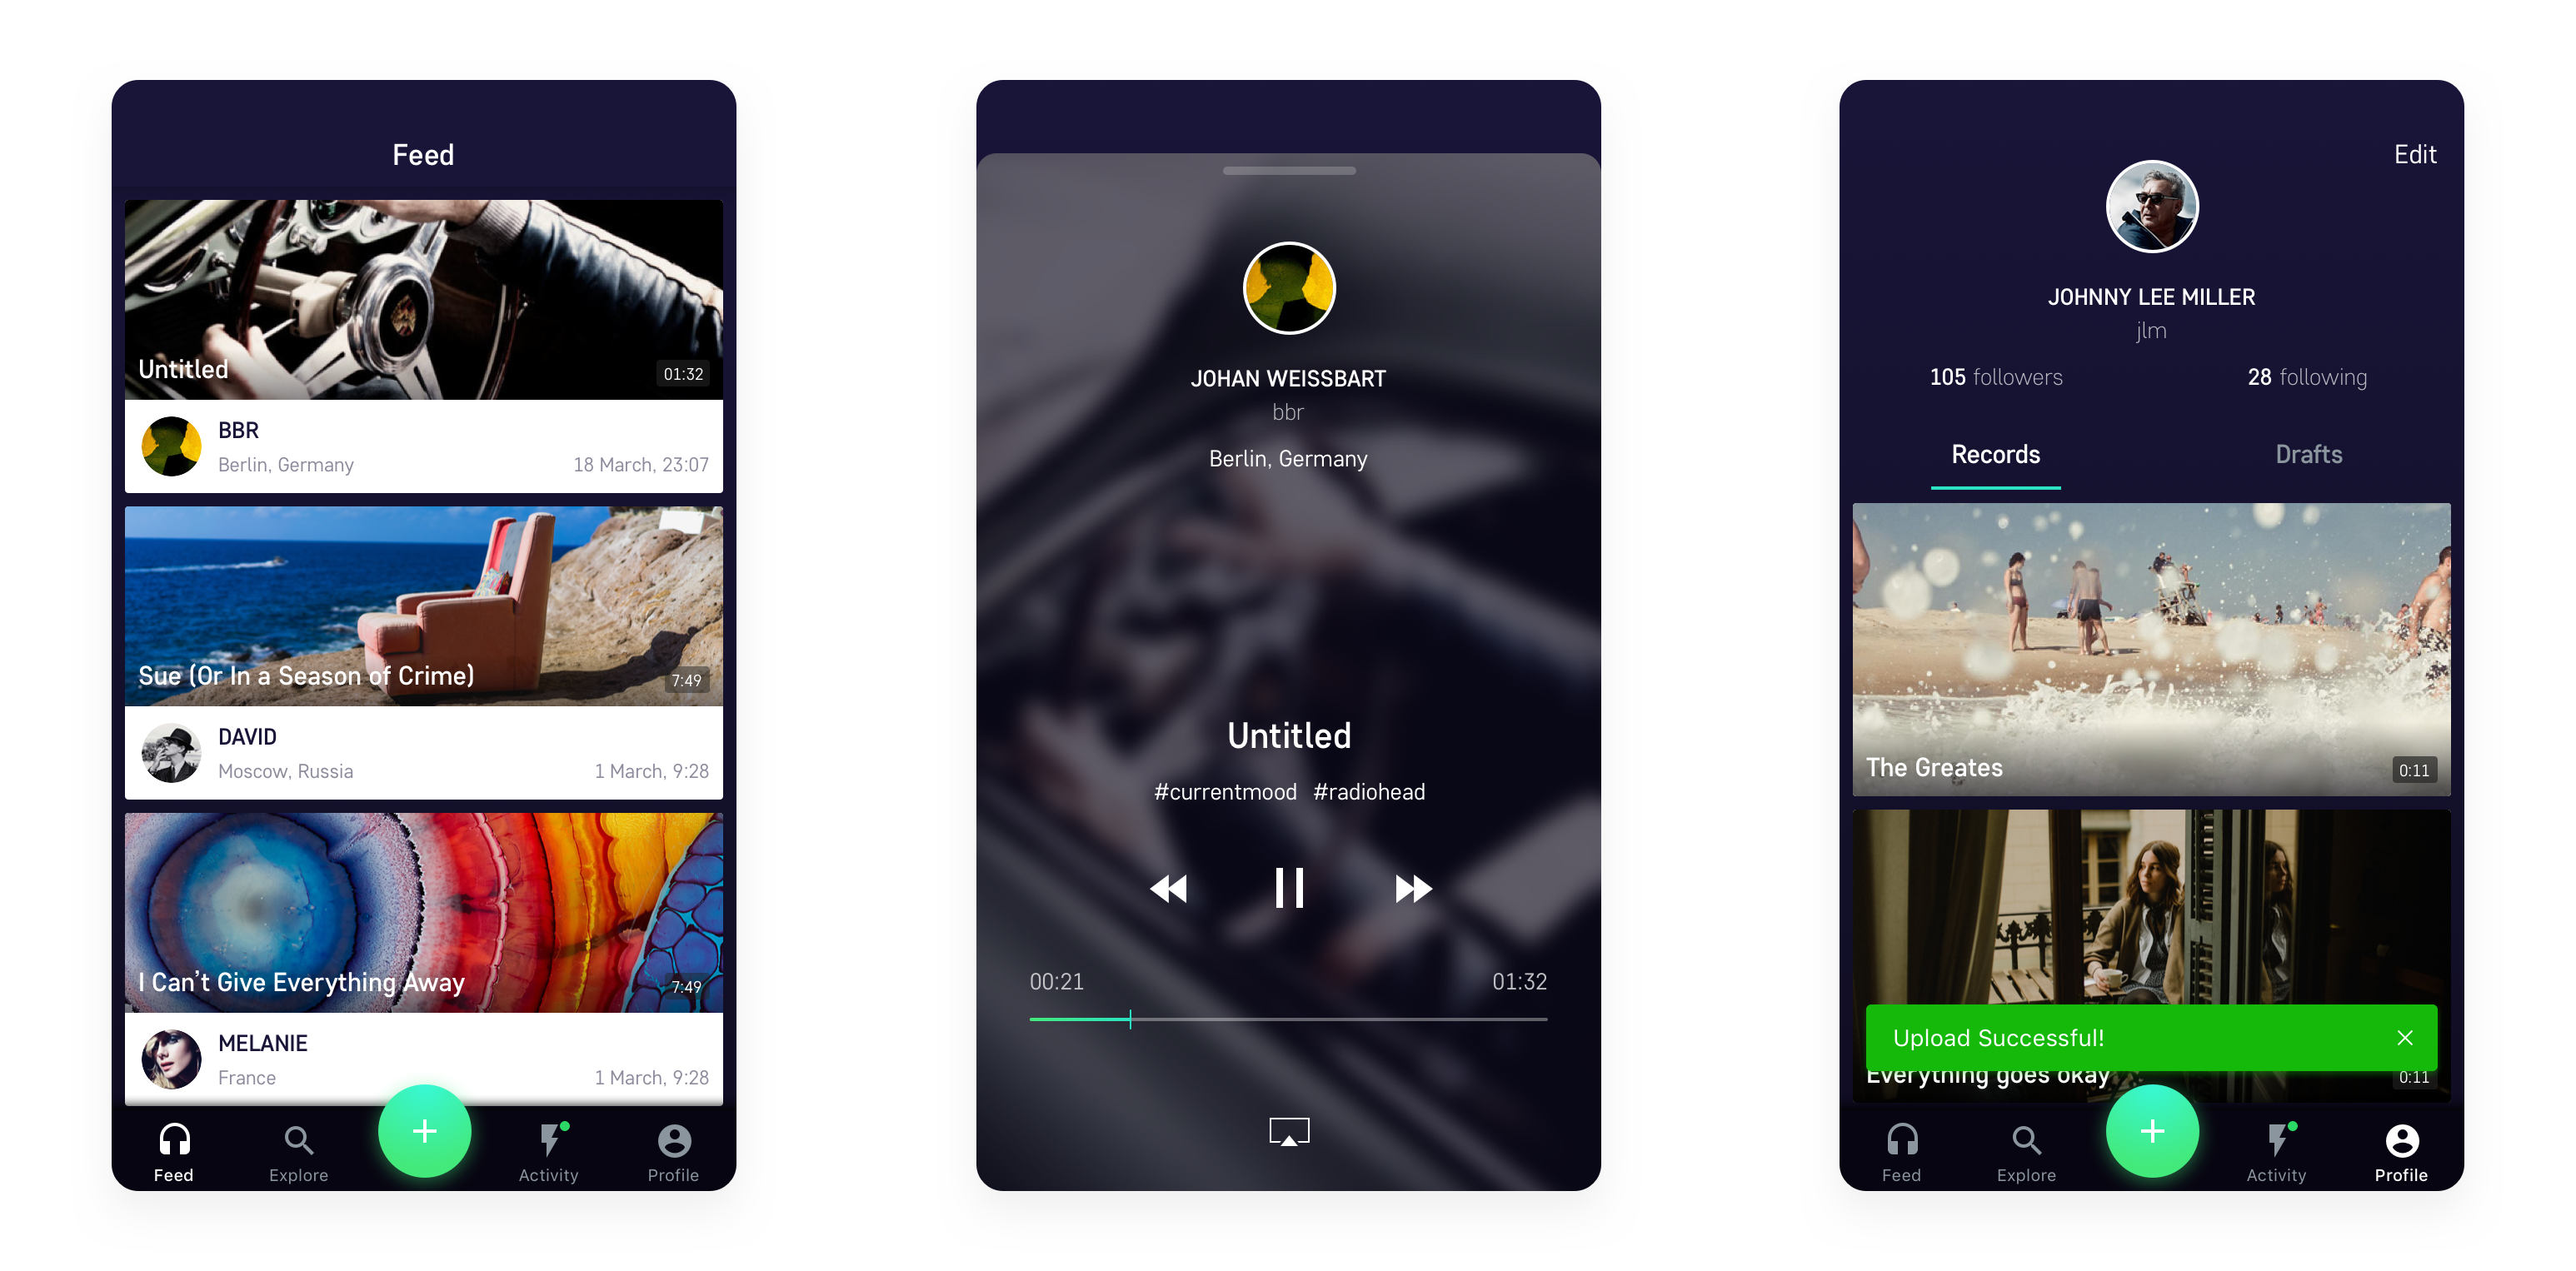 Feed
Untitled
01:32
BBR
Berlin, Germany
18 March, 23:07
Sue (Or In a Season of Crime)
7:49
DAVID
Moscow, Russia
1 March, 9:28
I Can't Give Everything Away
7:49
MELANIE
France
1 March, 9:28
Feed
Explore
Activity
Profile
JOHAN WEISSBART
bbr
Berlin, Germany
Untitled
#currentmood #radiohead
00:21
01:32
Edit
JOHNNY LEE MILLER
jlm
105 followers
28 following
Records
Drafts
The Greates
0:11
Upload Successful!
Everything goes okay
0:11
Feed
Explore
Activity
Profile